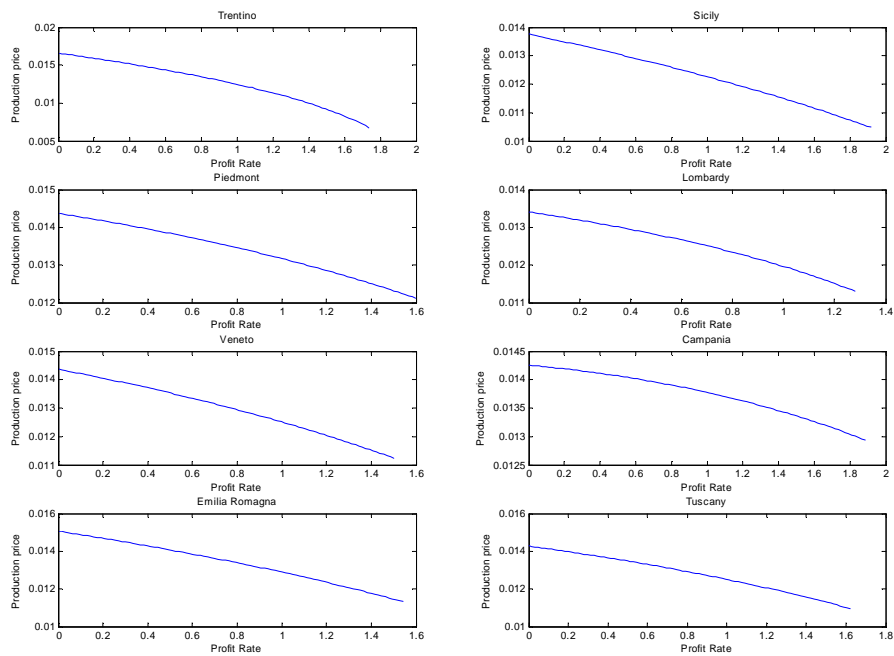 Trentino
Production price
0.02
0.015
0.01
0.005
0 0.2 0.4 0.6 0.8 1 1.2 1.4 1.6 1.8 2
Profit Rate
Sicily
Production price
0.014
0.013
0.012
0.011
0.01
0 0.2 0.4 0.6 0.8 1 1.2 1.4 1.6 1.8 2
Profit Rate
Piedmont
Production price
0.015
0.014
0.013
0.012
0 0.2 0.4 0.6 0.8 1 1.2 1.4 1.6
Profit Rate
Lombardy
Production price
0.014
0.013
0.012
0.011
0 0.2 0.4 0.6 0.8 1 1.2 1.4
Profit Rate
Veneto
Production price
0.015
0.014
0.013
0.012
0.011
0 0.2 0.4 0.6 0.8 1 1.2 1.4 1.6
Profit Rate
Campania
Production price
0.0145
0.014
0.0135
0.013
0.0125
0 0.2 0.4 0.6 0.8 1 1.2 1.4 1.6 1.8 2
Profit Rate
Emilia Romagna
Production price
0.016
0.014
0.012
0.01
0 0.2 0.4 0.6 0.8 1 1.2 1.4 1.6
Profit Rate
Tuscany
Production price
0.016
0.014
0.012
0.01
0 0.2 0.4 0.6 0.8 1 1.2 1.4 1.6 1.8
Profit Rate